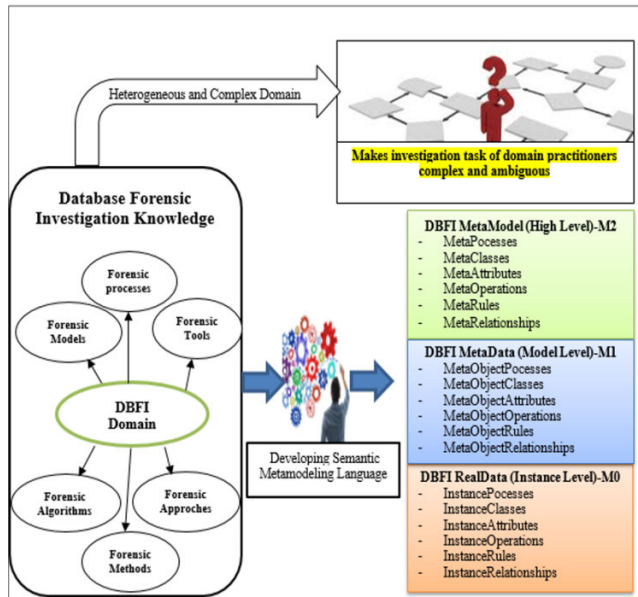 Heterogeneous and Complex Domain
Makes investigation task of domain practitioners
complex and ambiguous
Database Forensic
Investigation Knowledge
Forensic
processes
Forensic
Models
Forensic
Tools
DBFI
Domain
Forensic
Algorithms
Forensic
Approches
Forensic
Methods
Developing Semantic
Metamodeling Language
DBFI MetaModel (High Level)-M2
- MetaPocesses
- MetaClasses
- MetaAttributes
- MetaOperations
- MetaRules
- MetaRelationships
DBFI MetaData (Model Level)-M1
- MetaObjectPocesses
- MetaObjectClasses
- MetaObjectAttributes
- MetaObjectOperations
- MetaObjectRules
- MetaObjectRelationships
DBFI RealData (Instance Level)-M0
- InstancePocesses
- InstanceClasses
- InstanceAttributes
- InstanceOperations
- InstanceRules
- InstanceRelationships